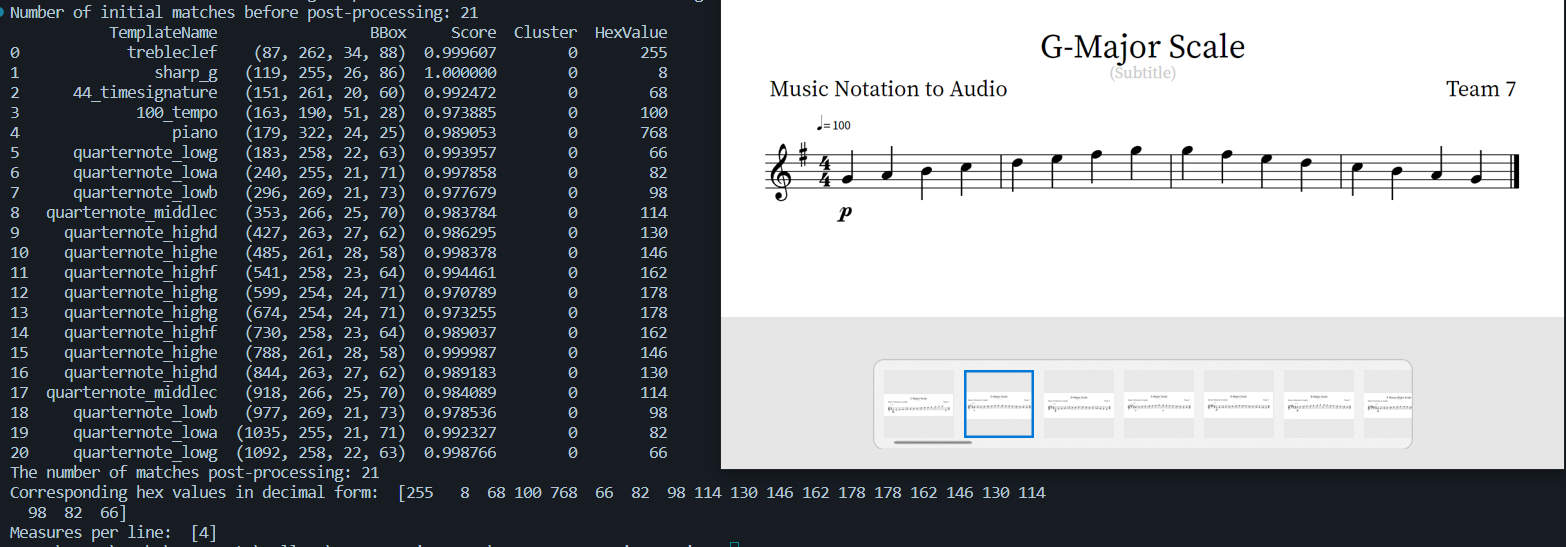 Number of initial matches before post-processing: 21
TemplateName BBox Score Cluster HexValue
0 trebleclef (87, 262, 34, 88) 0.999607 0 255
1 sharp_g (119, 255, 26, 86) 1.000000 0 8
2 44_timesignature (151, 261, 20, 60) 0.992472 0 68
3 100_tempo (163, 190, 51, 28) 0.973885 0 100
4 piano (179, 322, 24, 25) 0.989053 0 768
5 quarternote_lowg (183, 258, 22, 63) 0.993957 0 66
6 quarternote_lowa (240, 255, 21, 71) 0.997858 0 82
7 quarternote_lowb (296, 269, 21, 73) 0.977679 0 98
8 quarternote_middlec (353, 266, 25, 70) 0.983784 0 114
9 quarternote_highd (427, 263, 27, 62) 0.986295 0 130
10 quarternote_highe (485, 261, 28, 58) 0.998378 0 146
11 quarternote_highf (541, 258, 23, 64) 0.994461 0 162
12 quarternote_highg (599, 254, 24, 71) 0.970789 0 178
13 quarternote_highg (674, 254, 24, 71) 0.973255 0 178
14 quarternote_highf (730, 258, 23, 64) 0.989037 0 162
15 quarternote_highe (788, 261, 28, 58) 0.999987 0 146
16 quarternote_highd (844, 263, 27, 62) 0.989183 0 130
17 quarternote_middlec (918, 266, 25, 70) 0.984089 0 114
18 quarternote_lowb (977, 269, 21, 73) 0.978536 0 98
19 quarternote_lowa (1035, 255, 21, 71) 0.992327 0 82
20 quarternote_lowg (1092, 258, 22, 63) 0.998766 0 66
The number of matches post-processing: 21
Corresponding hex values in decimal form: [255 8 68 100 768 66 82 98 114 130 146 162 178 178 162 146 130 114
98 82 66]
Measures per line: [4]
G-Major Scale
(Subtitle)
Music Notation to Audio Team 7
♩=100
4
4
p